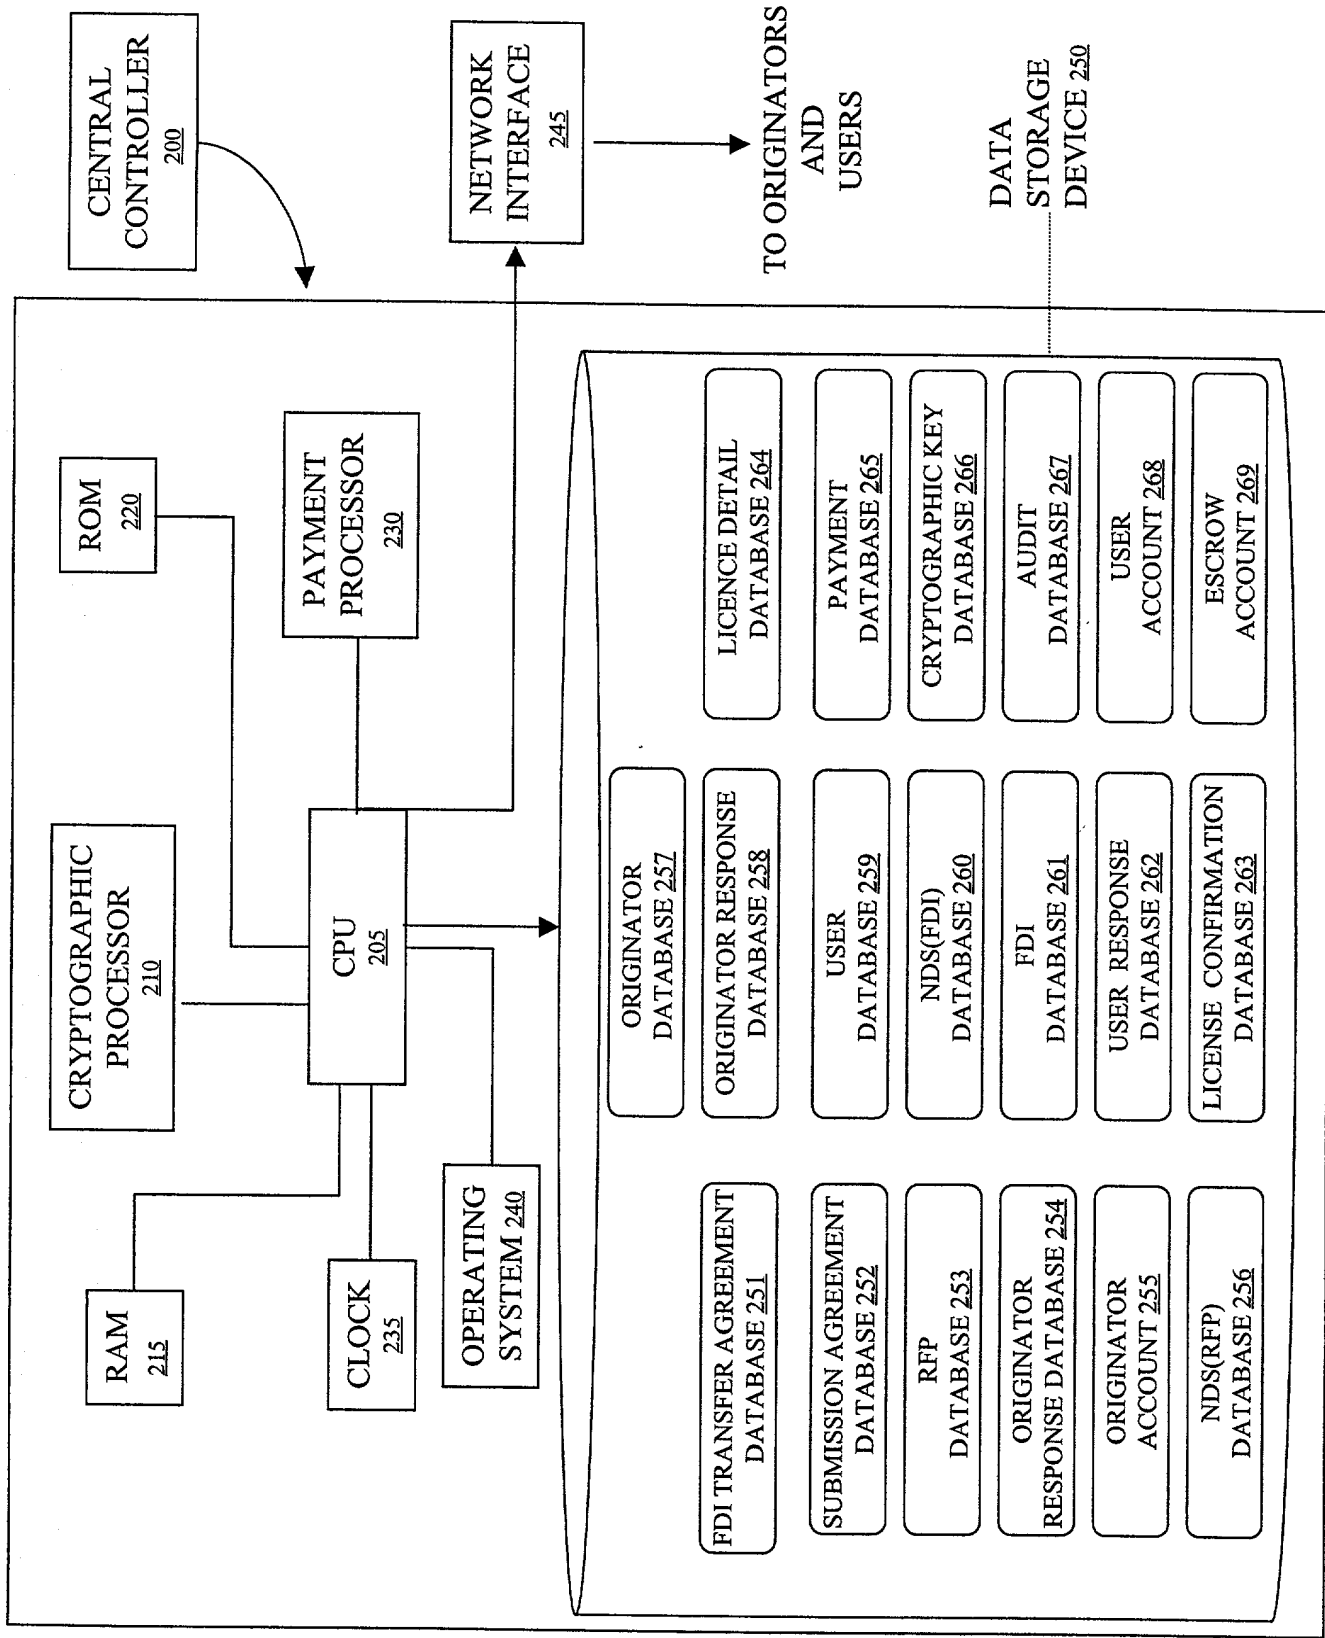 CENTRAL
CONTROLLER
200
RAM
215
CRYPTOGRAPHIC
PROCESSOR
210
ROM
220
CLOCK
235
CPU
205
PAYMENT
PROCESSOR
230
OPERATING
SYSTEM 240
NETWORK
INTERFACE
245
TO ORIGINATORS
AND
USERS
DATA
STORAGE
DEVICE 250
FDI TRANSFER AGREEMENT
DATABASE 251
SUBMISSION AGREEMENT
DATABASE 252
RFP
DATABASE 253
ORIGINATOR
RESPONSE DATABASE 254
ORIGINATOR
ACCOUNT 255
NDS(RFP)
DATABASE 256
ORIGINATOR
DATABASE 257
ORIGINATOR RESPONSE
DATABASE 258
USER
DATABASE 259
NDS(FDI)
DATABASE 260
FDI
DATABASE 261
USER RESPONSE
DATABASE 262
LICENSE CONFIRMATION
DATABASE 263
LICENCE DETAIL
DATABASE 264
PAYMENT
DATABASE 265
CRYPTOGRAPHIC KEY
DATABASE 266
AUDIT
DATABASE 267
USER
ACCOUNT 268
ESCROW
ACCOUNT 269